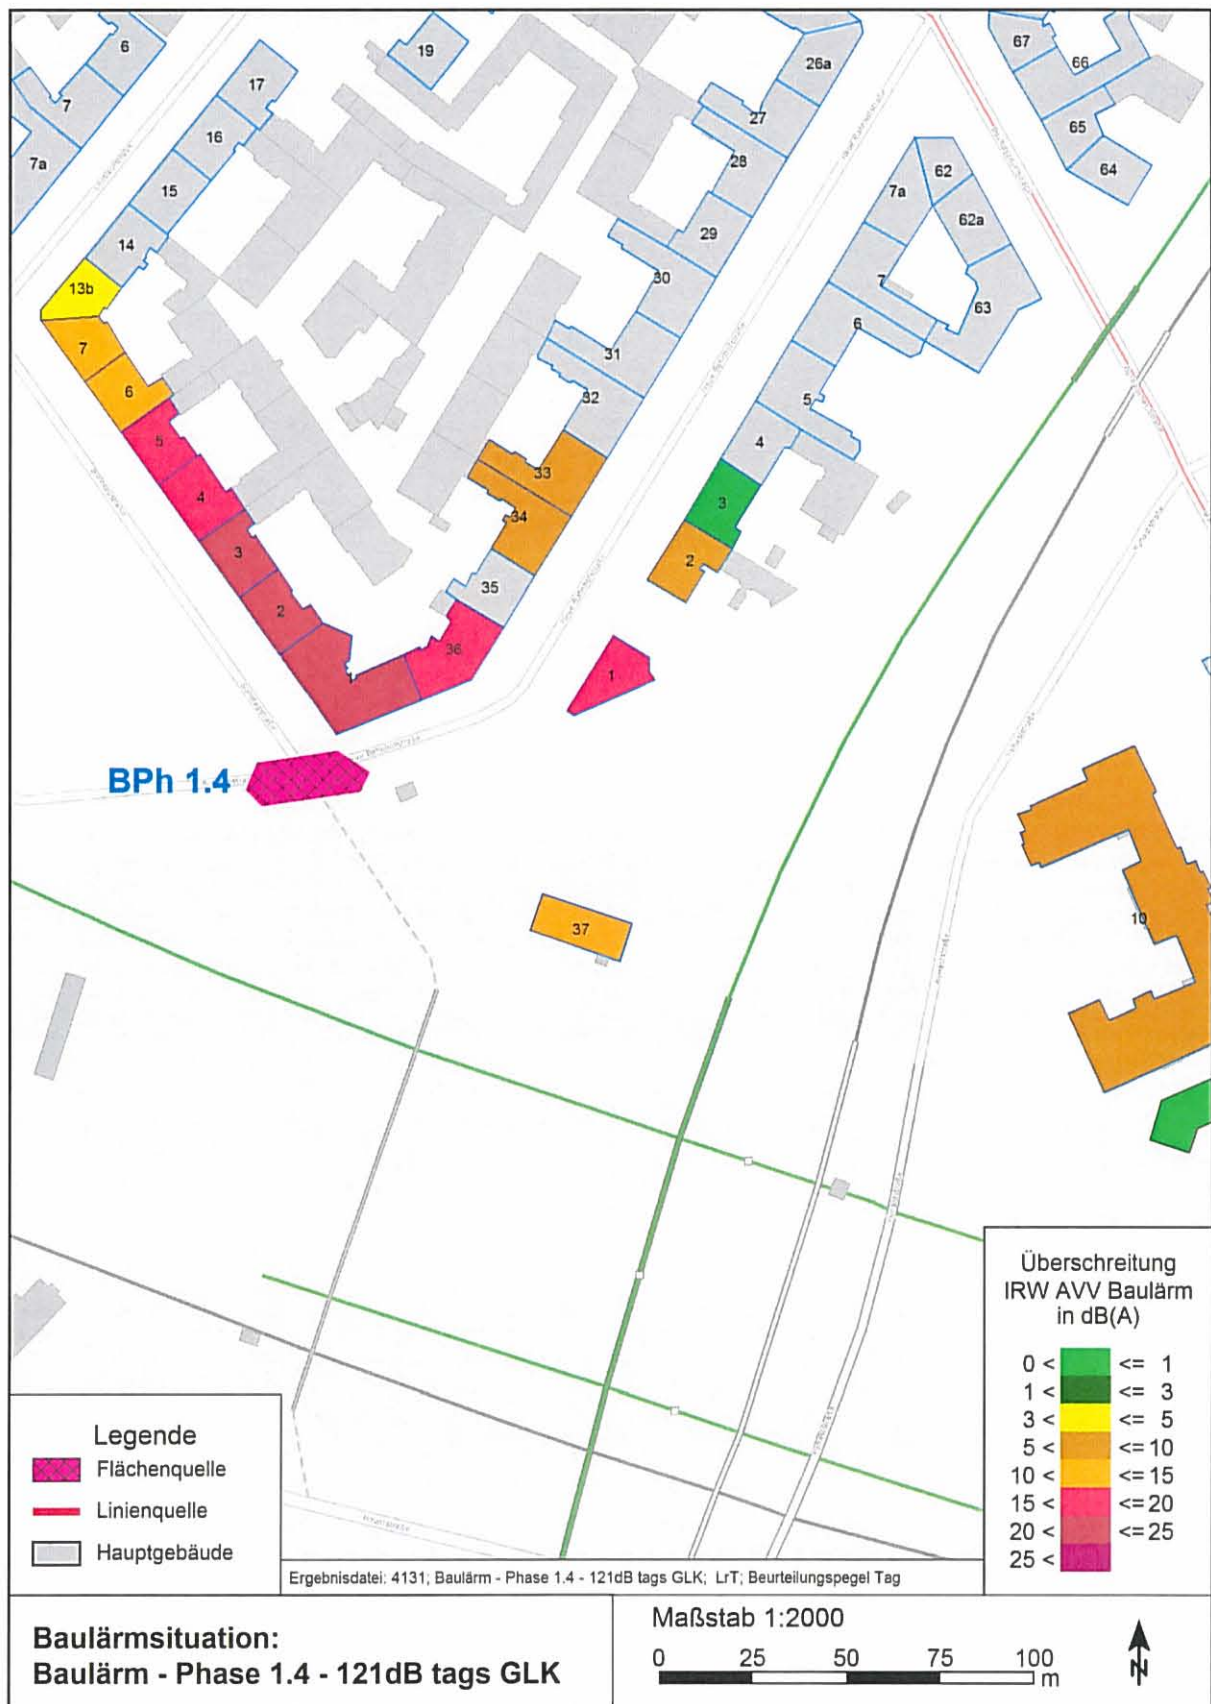 6
17
19
26a
67
66
7
16
27
65
7a
15
28
64
14
29
7a
62
62a
13b
30
7
63
7
31
6
6
32
5
5
33
4
4
34
3
3
35
2
2
36
1
BPh 1.4
37
10
Überschreitung
IRW AVV Baulärm
in dB(A)
0 < <= 1
1 < <= 3
3 < <= 5
5 < <= 10
10 < <= 15
15 < <= 20
20 < <= 25
25 <
Legende
Flächenquelle
Linienquelle
Hauptgebäude
Ergebnisdatei: 4131; Baulärm - Phase 1.4 - 121dB tags GLK; LrT; Beurteilungspegel Tag
Baulärmsituation:
Baulärm - Phase 1.4 - 121dB tags GLK
Maßstab 1:2000
0 25 50 75 100
m
N